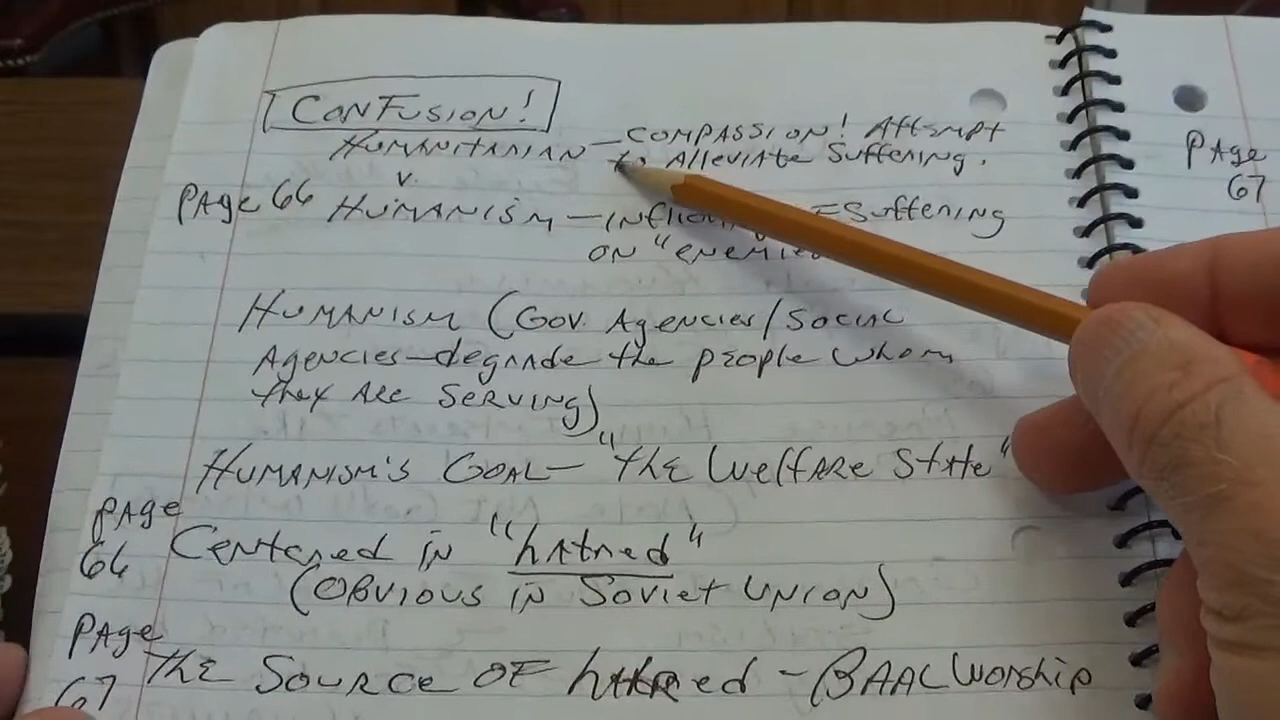 CONFUSION!
HUMANITARIAN — COMPASSION! Attempt
to Alleviate Suffering.
v.
PAGE 66 HUMANISM — Suffering
ON "
HUMANISM (GOV. Agencies/Social
Agencies—degrade the people whom
they ARE SERVING)
HUMANISM'S GOAL — "the Welfare State"
PAGE
66 Centered in "hatred"
(OBVIOUS IN Soviet UNION)
PAGE
67 the SOURCE OF hatred - BAAL Worship
PAGE
67